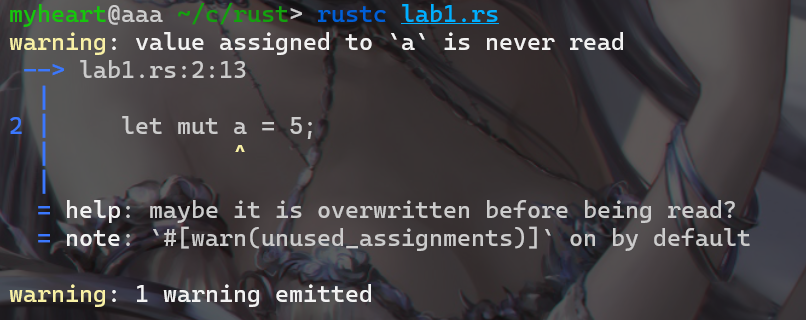 myheart@aaa ~/c/rust> rustc lab1.rs
warning: value assigned to `a` is never read
 --> lab1.rs:2:13
  |
2 |     let mut a = 5;
  |             ^
  |
  = help: maybe it is overwritten before being read?
  = note: `#[warn(unused_assignments)]` on by default
warning: 1 warning emitted